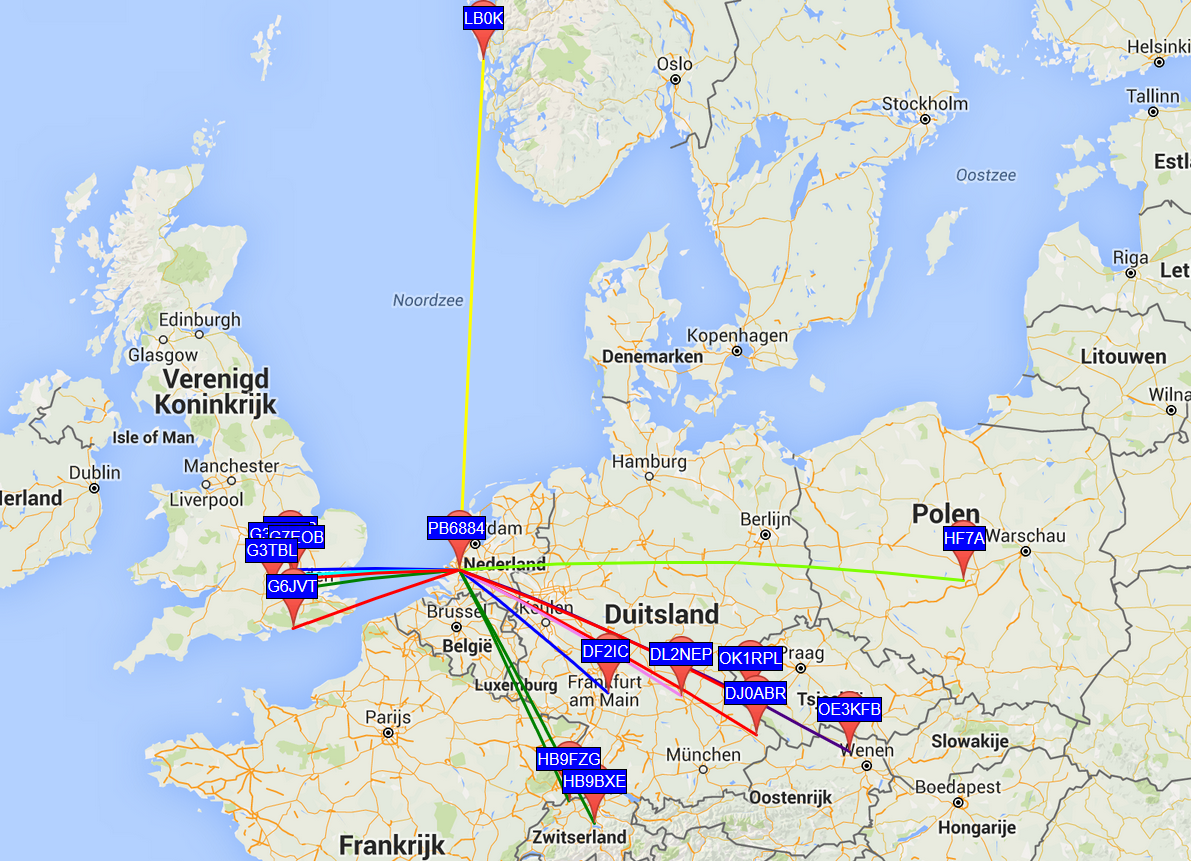 LB0K
Helsinki
Oslo
Tallinn
Stockholm
Estl
Oostzee
Riga
Let
Noordzee
Edinburgh
Kopenhagen
Glasgow
Denemarken
Litouwen
Verenigd
Koninkrijk
Wilna
Isle of Man
Hamburg
Manchester
Dublin
Liverpool
Ierland
Polen
Berlijn
PB6884
dam
HF7A
Warschau
G3TBL
Nederland
G6JVT
Keulen
Brussel
Duitsland
België
DF2IC
DL2NEP
OK1RPL
Praag
Luxemburg
Frankfurt
am Main
DJ0ABR
OE3KFB
Parijs
Slowakije
Wenen
HB9FZG
München
HB9BXE
Boedapest
Oostenrijk
Hongarije
Zwitserland
Frankrijk